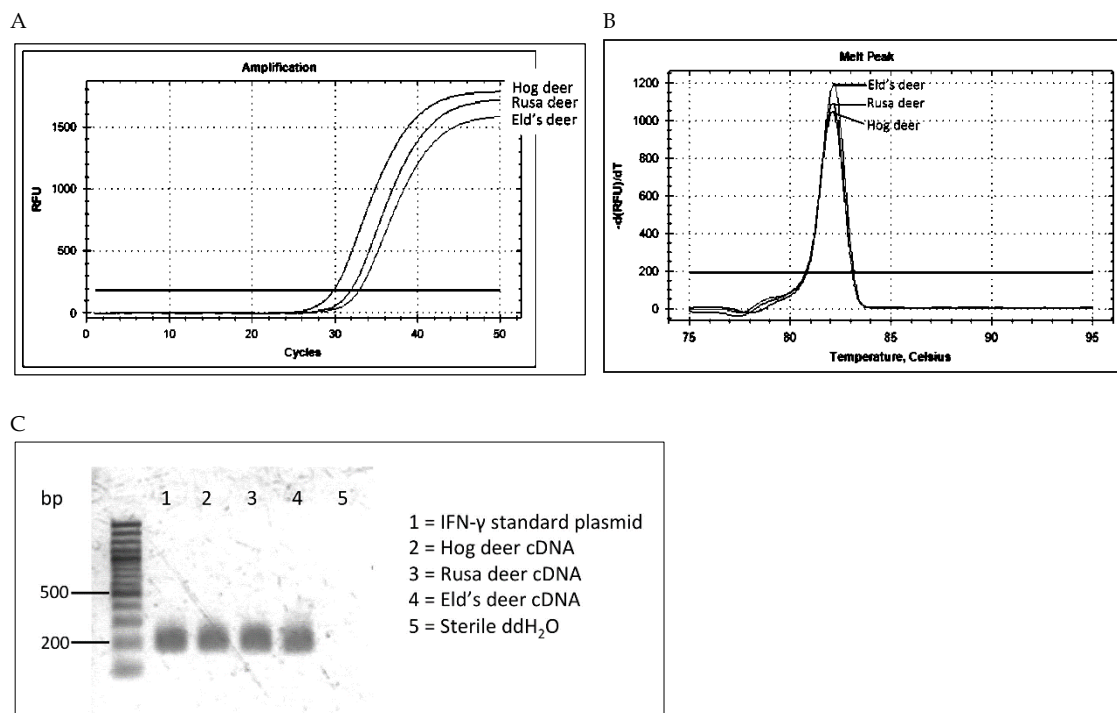 A
Amplification
Hog deer
Rusa deer
Eld's deer
1500
1000
500
0
RFU
0 10 20 30 40 50
Cycles
B
Melt Peak
Eld's deer
Rusa deer
Hog deer
1200
1000
800
600
400
200
0
-d(RFU)/dT
75 80 85 90 95
Temperature, Celsius
C
bp 1 2 3 4 5
500
200
1 = IFN-γ standard plasmid
2 = Hog deer cDNA
3 = Rusa deer cDNA
4 = Eld's deer cDNA
5 = Sterile ddH₂O